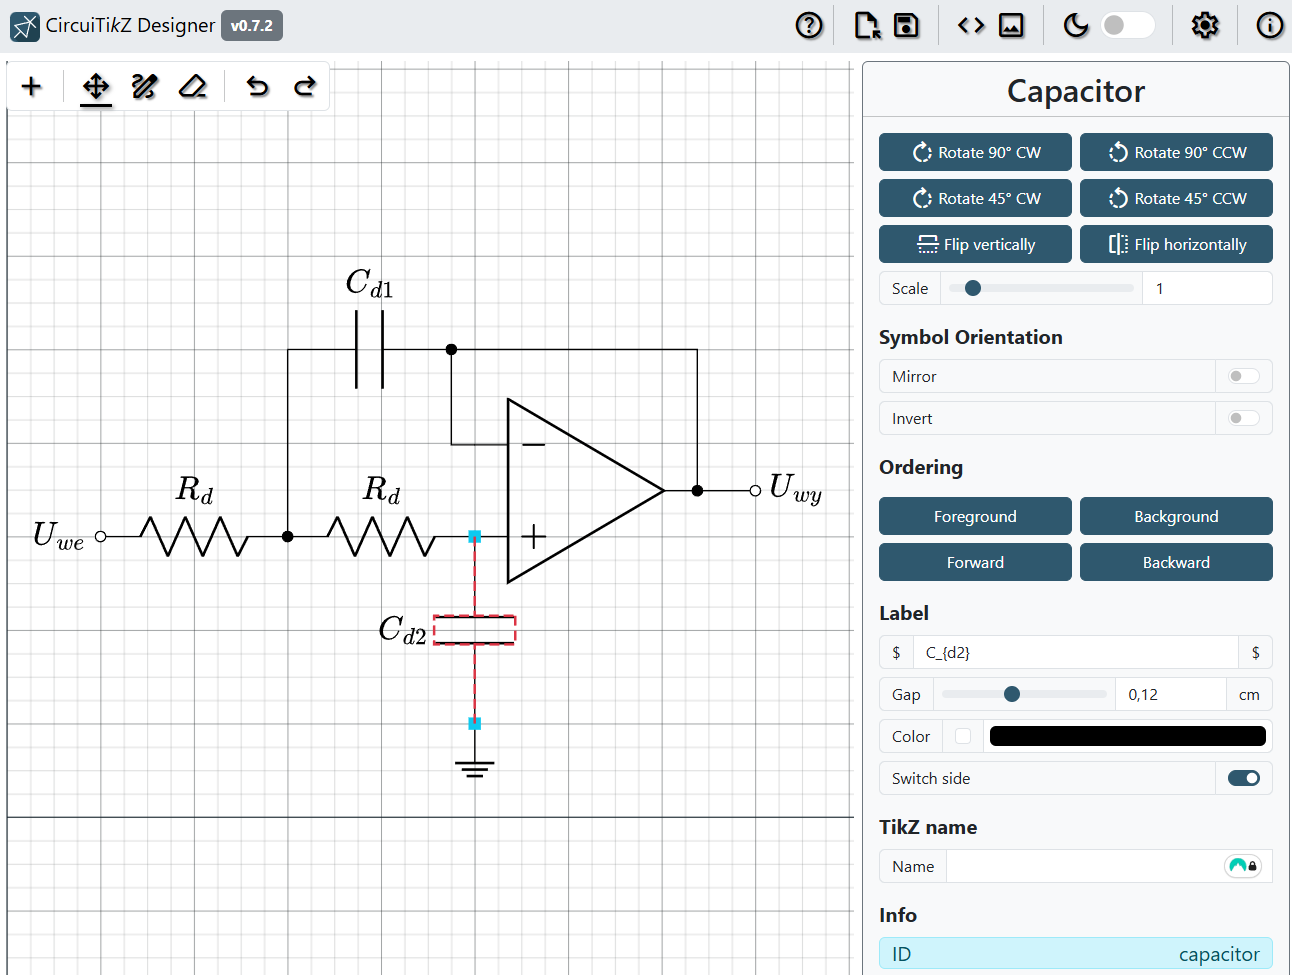 CircuiTikZ Designer v0.7.2
Capacitor
Rotate 90° CW
Rotate 90° CCW
Rotate 45° CW
Rotate 45° CCW
Flip vertically
Flip horizontally
Scale 1
Symbol Orientation
Mirror
Invert
Ordering
Foreground
Background
Forward
Backward
Label
$ C_{d2} $
Gap 0,12 cm
Color
Switch side
TikZ name
Name
Info
ID capacitor
C_{d1}
R_d
R_d
U_{we}
U_{wy}
−
+
C_{d2}